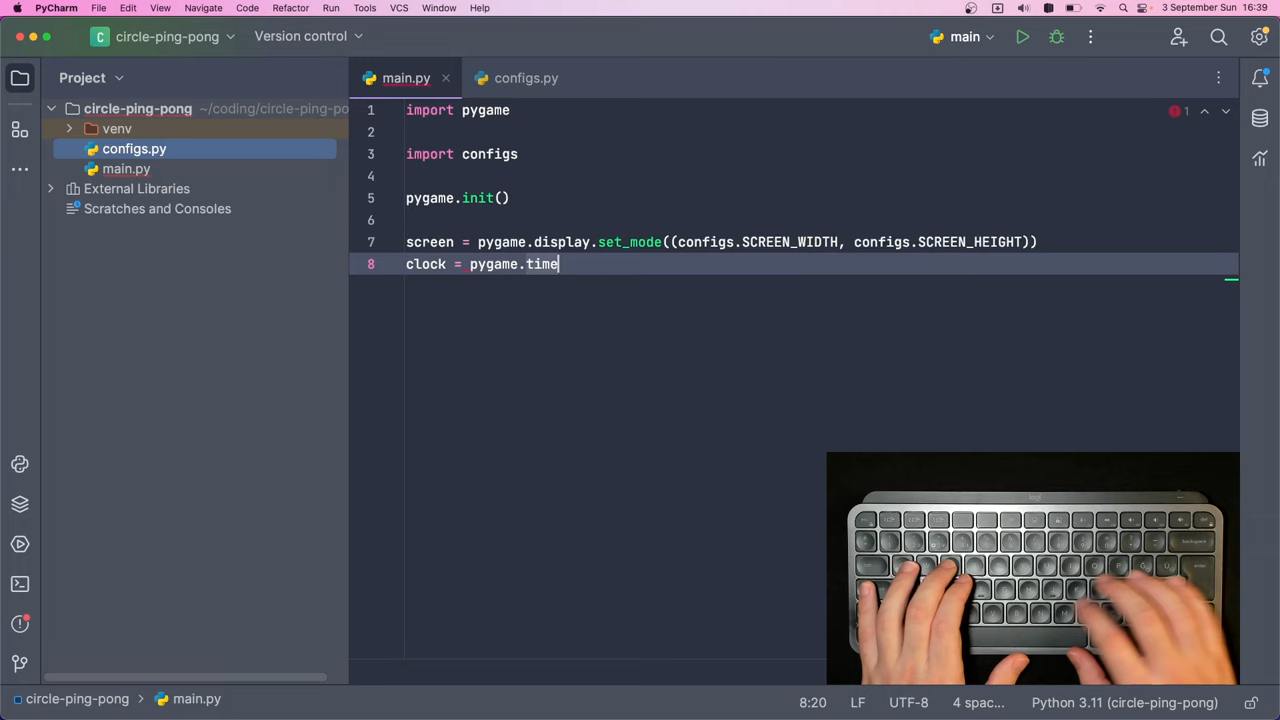 PyCharm File Edit View Navigate Code Refactor Run Tools VCS Window Help 3 September Sun 16:39
C circle-ping-pong Version control main
Project main.py configs.py
circle-ping-pong ~/coding/circle-ping-po
venv
configs.py
main.py
External Libraries
Scratches and Consoles
1 import pygame 1
2
3 import configs
4
5 pygame.init()
6
7 screen = pygame.display.set_mode((configs.SCREEN_WIDTH, configs.SCREEN_HEIGHT))
8 clock = pygame.time
logi
backspace
enter
circle-ping-pong main.py 8:20 LF UTF-8 4 spac... Python 3.11 (circle-ping-pong)